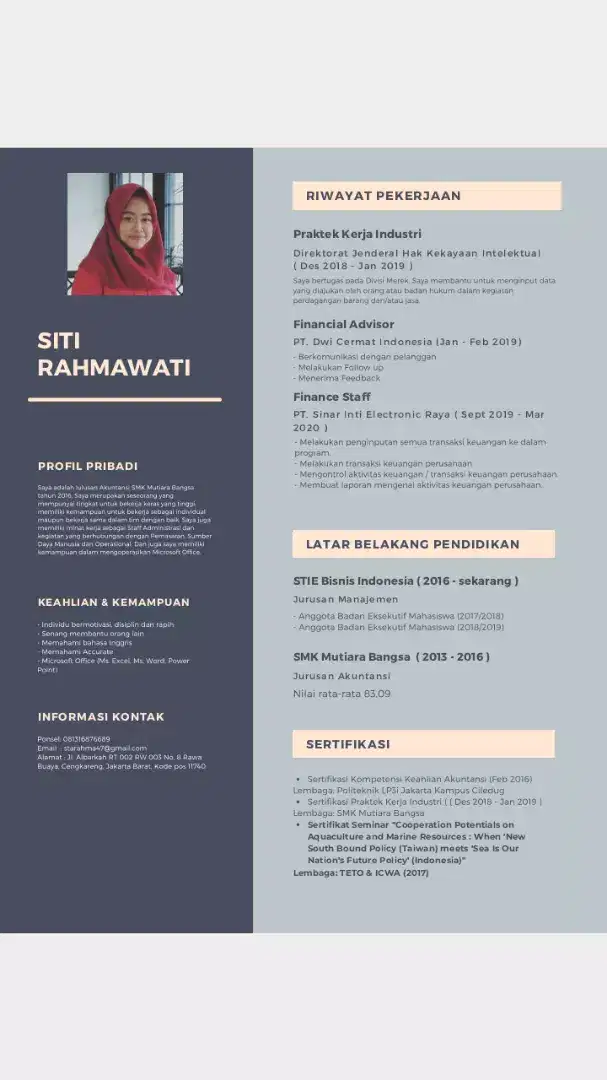 SITI
RAHMAWATI
PROFIL PRIBADI
Saya adalah lulusan Akuntansi SMK Mutiara Bangsa
tahun 2016. Saya merupakan seseorang yang
mempunyai tingkat untuk bekerja keras yang tinggi
memiliki kemampuan untuk bekerja sebagai individual
maupun bekerja sama dalam tim dengan baik. Saya juga
memiliki minat kerja sebagai Staff Administrasi dan
kegiatan yang berhubungan dengan Pemasaran, Sumber
Daya Manusia dan Operasional. Dan juga saya memiliki
kemampuan dalam mengoperasikan Microsoft Office.
KEAHLIAN & KEMAMPUAN
- Individu bermotivasi, disiplin dan rapih
- Senang membantu orang lain
- Memahami bahasa Inggris
- Memahami Accurate
- Microsoft Office (Ms. Excel, Ms. Word, Power
Point)
INFORMASI KONTAK
Ponsel: 081316876689
Email : starahma47@gmail.com
Alamat : Jl. Albarkah RT 002 RW 003 No. 8 Rawa
Buaya, Cengkareng, Jakarta Barat. Kode pos 11740
RIWAYAT PEKERJAAN
Praktek Kerja Industri
Direktorat Jenderal Hak Kekayaan Intelektual
( Des 2018 - Jan 2019 )
Saya bertugas pada Divisi Merek. Saya membantu untuk menginput data
yang diajukan oleh orang atau badan hukum dalam kegiatan
perdagangan barang dan/atau jasa.
Financial Advisor
PT. Dwi Cermat Indonesia (Jan - Feb 2019)
- Berkomunikasi dengan pelanggan
- Melakukan Follow up
- Menerima Feedback
Finance Staff
PT. Sinar Inti Electronic Raya ( Sept 2019 - Mar
2020 )
- Melakukan penginputan semua transaksi keuangan ke dalam
program.
- Melakukan transaksi keuangan perusahaan
- Mengontrol aktivitas keuangan / transaksi keuangan perusahaan.
- Membuat laporan mengenai aktivitas keuangan perusahaan.
LATAR BELAKANG PENDIDIKAN
STIE Bisnis Indonesia ( 2016 - sekarang )
Jurusan Manajemen
- Anggota Badan Eksekutif Mahasiswa (2017/2018)
- Anggota Badan Eksekutif Mahasiswa (2018/2019)
SMK Mutiara Bangsa ( 2013 - 2016 )
Jurusan Akuntansi
Nilai rata-rata 83.09
SERTIFIKASI
• Sertifikasi Kompetensi Keahlian Akuntansi (Feb 2016)
Lembaga: Politeknik LP3i Jakarta Kampus Ciledug
• Sertifikasi Praktek Kerja Industri ( ( Des 2018 - Jan 2019 )
Lembaga: SMK Mutiara Bangsa
• Sertifikat Seminar "Cooperation Potentials on
Aquaculture and Marine Resources : When 'New
South Bound Policy (Taiwan) meets 'Sea Is Our
Nation's Future Policy' (Indonesia)"
Lembaga: TETO & ICWA (2017)